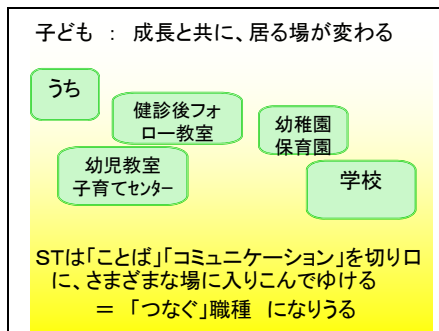 子ども ： 成長と共に、居る場が変わる
うち
健診後フォ
ロー教室
幼稚園
保育園
幼児教室
子育てセンター
学校
STは「ことば」「コミュニケーション」を切り口
に、さまざまな場に入りこんでゆける
＝ 「つなぐ」職種 になりうる